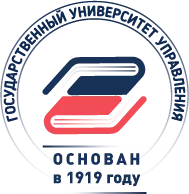 ГОСУДАРСТВЕННЫЙ УНИВЕРСИТЕТ УПРАВЛЕНИЯ
ОСНОВАН
в 1919 году